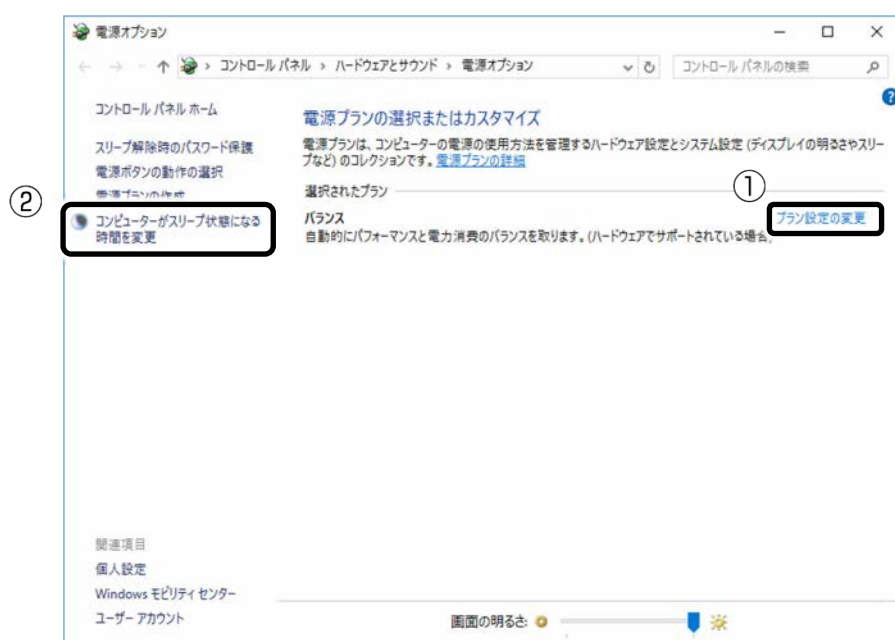 電源オプション
コントロール パネル › ハードウェアとサウンド › 電源オプション
コントロール パネルの検索
コントロール パネル ホーム
スリープ解除時のパスワード保護
電源ボタンの動作の選択
電源プランの作成
②
コンピューターがスリープ状態になる
時間を変更
電源プランの選択またはカスタマイズ
電源プランは、コンピューターの電源の使用方法を管理するハードウェア設定とシステム設定 (ディスプレイの明るさやスリー
プなど) のコレクションです。電源プランの詳細
選択されたプラン
①
バランス
プラン設定の変更
自動的にパフォーマンスと電力消費のバランスを取ります。(ハードウェアでサポートされている場合)
関連項目
個人設定
Windows モビリティ センター
ユーザー アカウント
画面の明るさ: